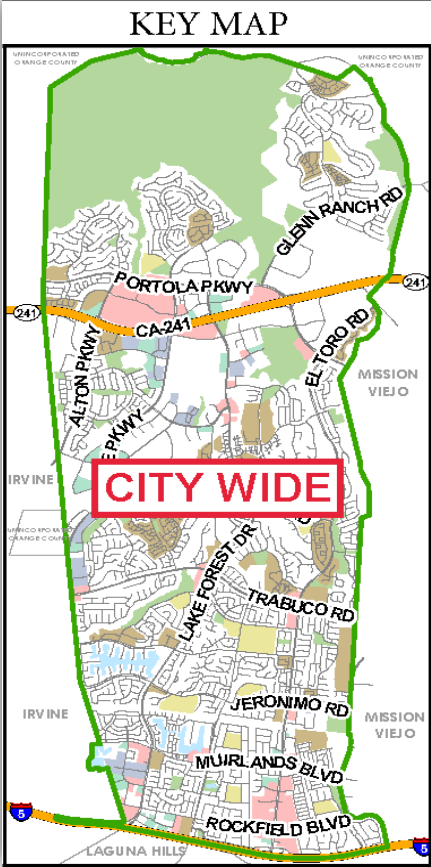 KEY MAP
UNINCORPORATED
ORANGE COUNTY
UNINCORPORATED
ORANGE COUNTY
GLENN RANCH RD
PORTOLA PKWY
241
241
CA-241
EL TORO RD
ALTON PKWY
MISSION
VIEJO
E PKWY
IRVINE
CITY WIDE
UNINCORPORATED
ORANGE COUNTY
LAKE FOREST DR
TRABUCO RD
IRVINE
JERONIMO RD
MISSION
VIEJO
MUIRLANDS BLVD
5
ROCKFIELD BLVD
5
LAGUNA HILLS